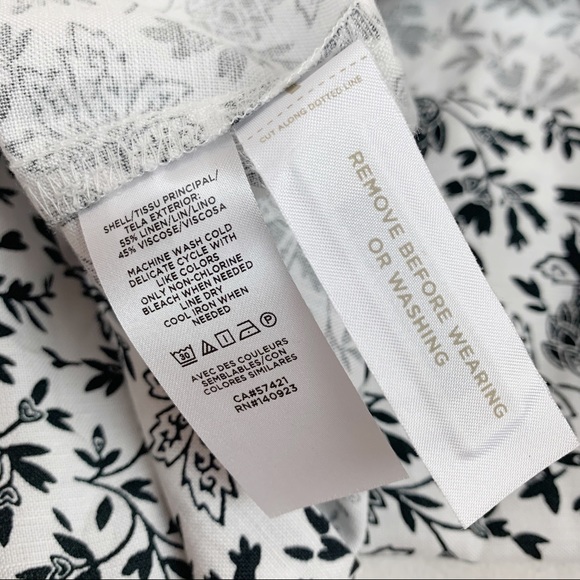 SHELL/TISSU PRINCIPAL/
TELA EXTERIOR:
55% LINEN/LIN/LINO
45% VISCOSE/VISCOSA
MACHINE WASH COLD
DELICATE CYCLE WITH
LIKE COLORS
ONLY NON-CHLORINE
BLEACH WHEN NEEDED
LINE DRY
COOL IRON WHEN
NEEDED
30
AVEC DES COULEURS
SEMBLABLES/CON
COLORES SIMILARES
CA#57421
RN#140923
CUT ALONG DOTTED LINE
REMOVE BEFORE WEARING
OR WASHING